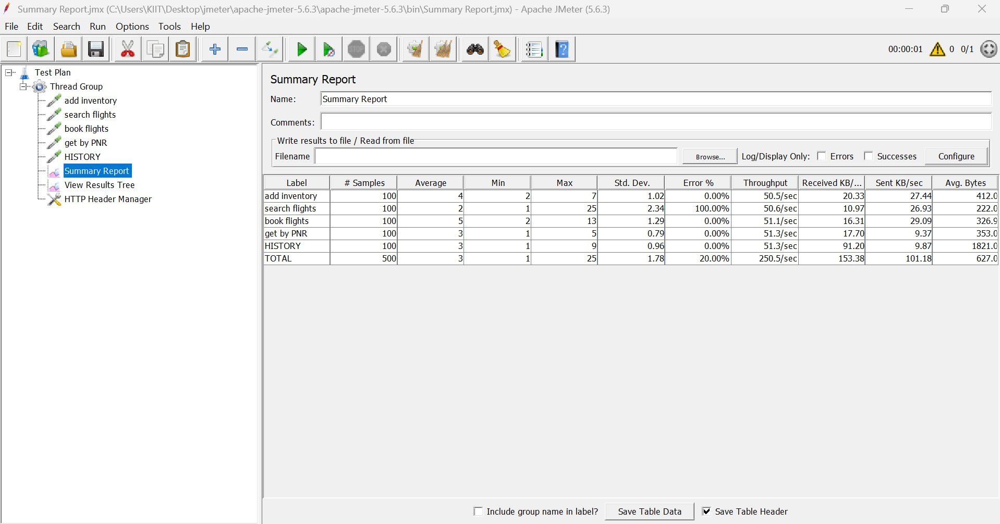 Summary Report.jmx (C:\Users\KIIT\Desktop\jmeter\apache-jmeter-5.6.3\apache-jmeter-5.6.3\bin\Summary Report.jmx) - Apache JMeter (5.6.3)
File Edit Search Run Options Tools Help
STOP
00:00:01 0 0/1
Test Plan
Thread Group
add inventory
search flights
book flights
get by PNR
HISTORY
Summary Report
View Results Tree
HTTP Header Manager
Summary Report
Name: Summary Report
Comments:
Write results to file / Read from file
Filename Browse... Log/Display Only: Errors Successes Configure
Label # Samples Average Min Max Std. Dev. Error % Throughput Received KB/... Sent KB/sec Avg. Bytes
add inventory 100 4 2 7 1.02 0.00% 50.5/sec 20.33 27.44 412.0
search flights 100 2 1 25 2.34 100.00% 50.6/sec 10.97 26.93 222.0
book flights 100 5 2 13 1.29 0.00% 51.1/sec 16.31 29.09 326.9
get by PNR 100 3 1 5 0.79 0.00% 51.3/sec 17.70 9.37 353.0
HISTORY 100 3 1 9 0.96 0.00% 51.3/sec 91.20 9.87 1821.0
TOTAL 500 3 1 25 1.78 20.00% 250.5/sec 153.38 101.18 627.0
Include group name in label? Save Table Data Save Table Header